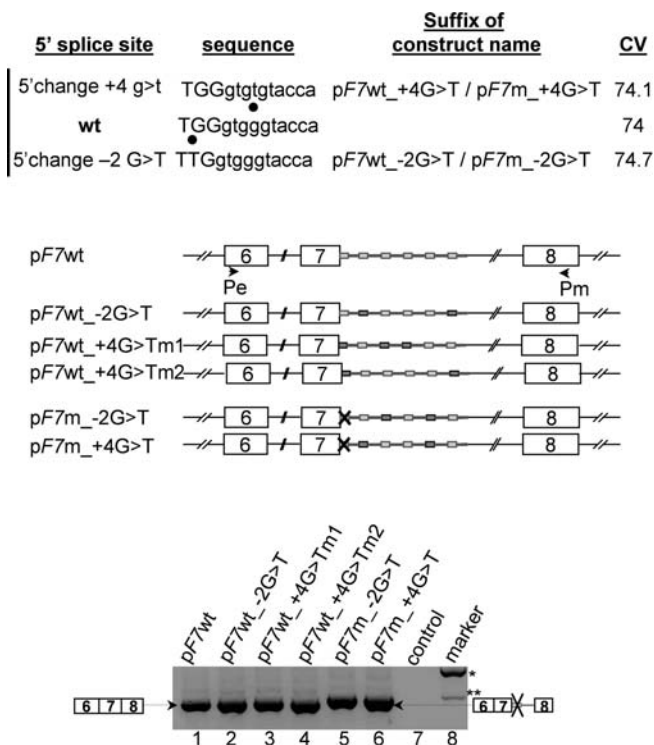 5' splice site sequence Suffix of construct name CV
5'change +4 g>t TGGgtgtgtacca pF7wt_+4G>T / pF7m_+4G>T 74.1
wt TGGgtgggtacca 74
5'change –2 G>T TTGgtgggtacca pF7wt_-2G>T / pF7m_-2G>T 74.7
pF7wt 6 7 8
Pe Pm
pF7wt_-2G>T 6 7 8
pF7wt_+4G>Tm1 6 7 8
pF7wt_+4G>Tm2 6 7 8
pF7m_-2G>T 6 7 8
pF7m_+4G>T 6 7 8
pF7wt pF7wt_-2G>T pF7wt_+4G>Tm1 pF7wt_+4G>Tm2 pF7m_-2G>T pF7m_+4G>T control marker
*
**
6 7 8 6 7 8
1 2 3 4 5 6 7 8